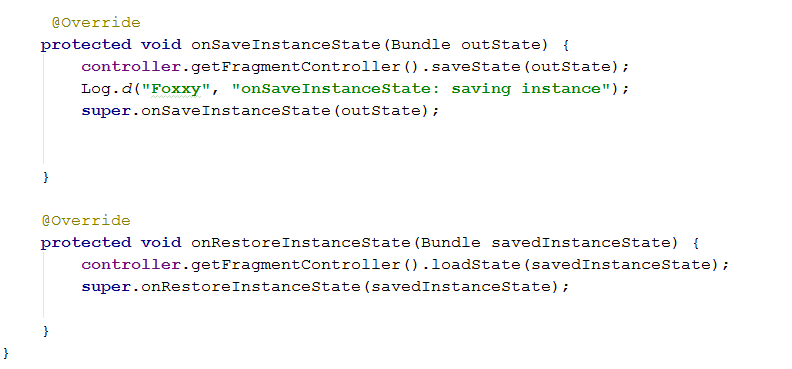 @Override
protected void onSaveInstanceState(Bundle outState) {
controller.getFragmentController().saveState(outState);
Log.d("Foxxy", "onSaveInstanceState: saving instance");
super.onSaveInstanceState(outState);
}
@Override
protected void onRestoreInstanceState(Bundle savedInstanceState) {
controller.getFragmentController().loadState(savedInstanceState);
super.onRestoreInstanceState(savedInstanceState);
}
}